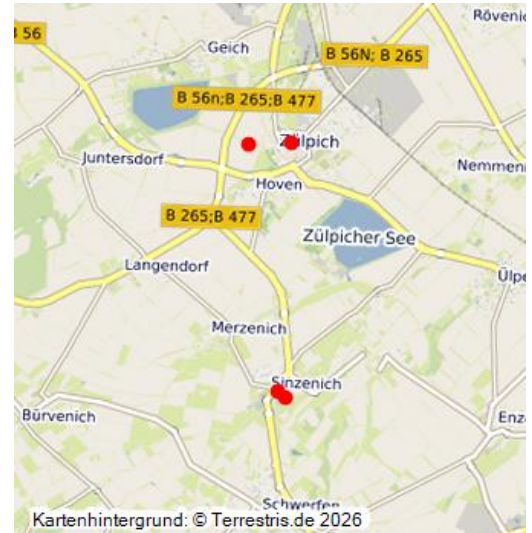 Rövenic
B 56
Geich
B 56N; B 265
B 56n;B 265;B 477
Zülpich
Juntersdorf
Nemmen
Hoven
B 265;B 477
Zülpicher See
Langendorf
Ülpe
Merzenich
Sinzenich
Bürvenich
Enz
Schwerfen
Kartenhintergrund: © Terrestris.de 2026